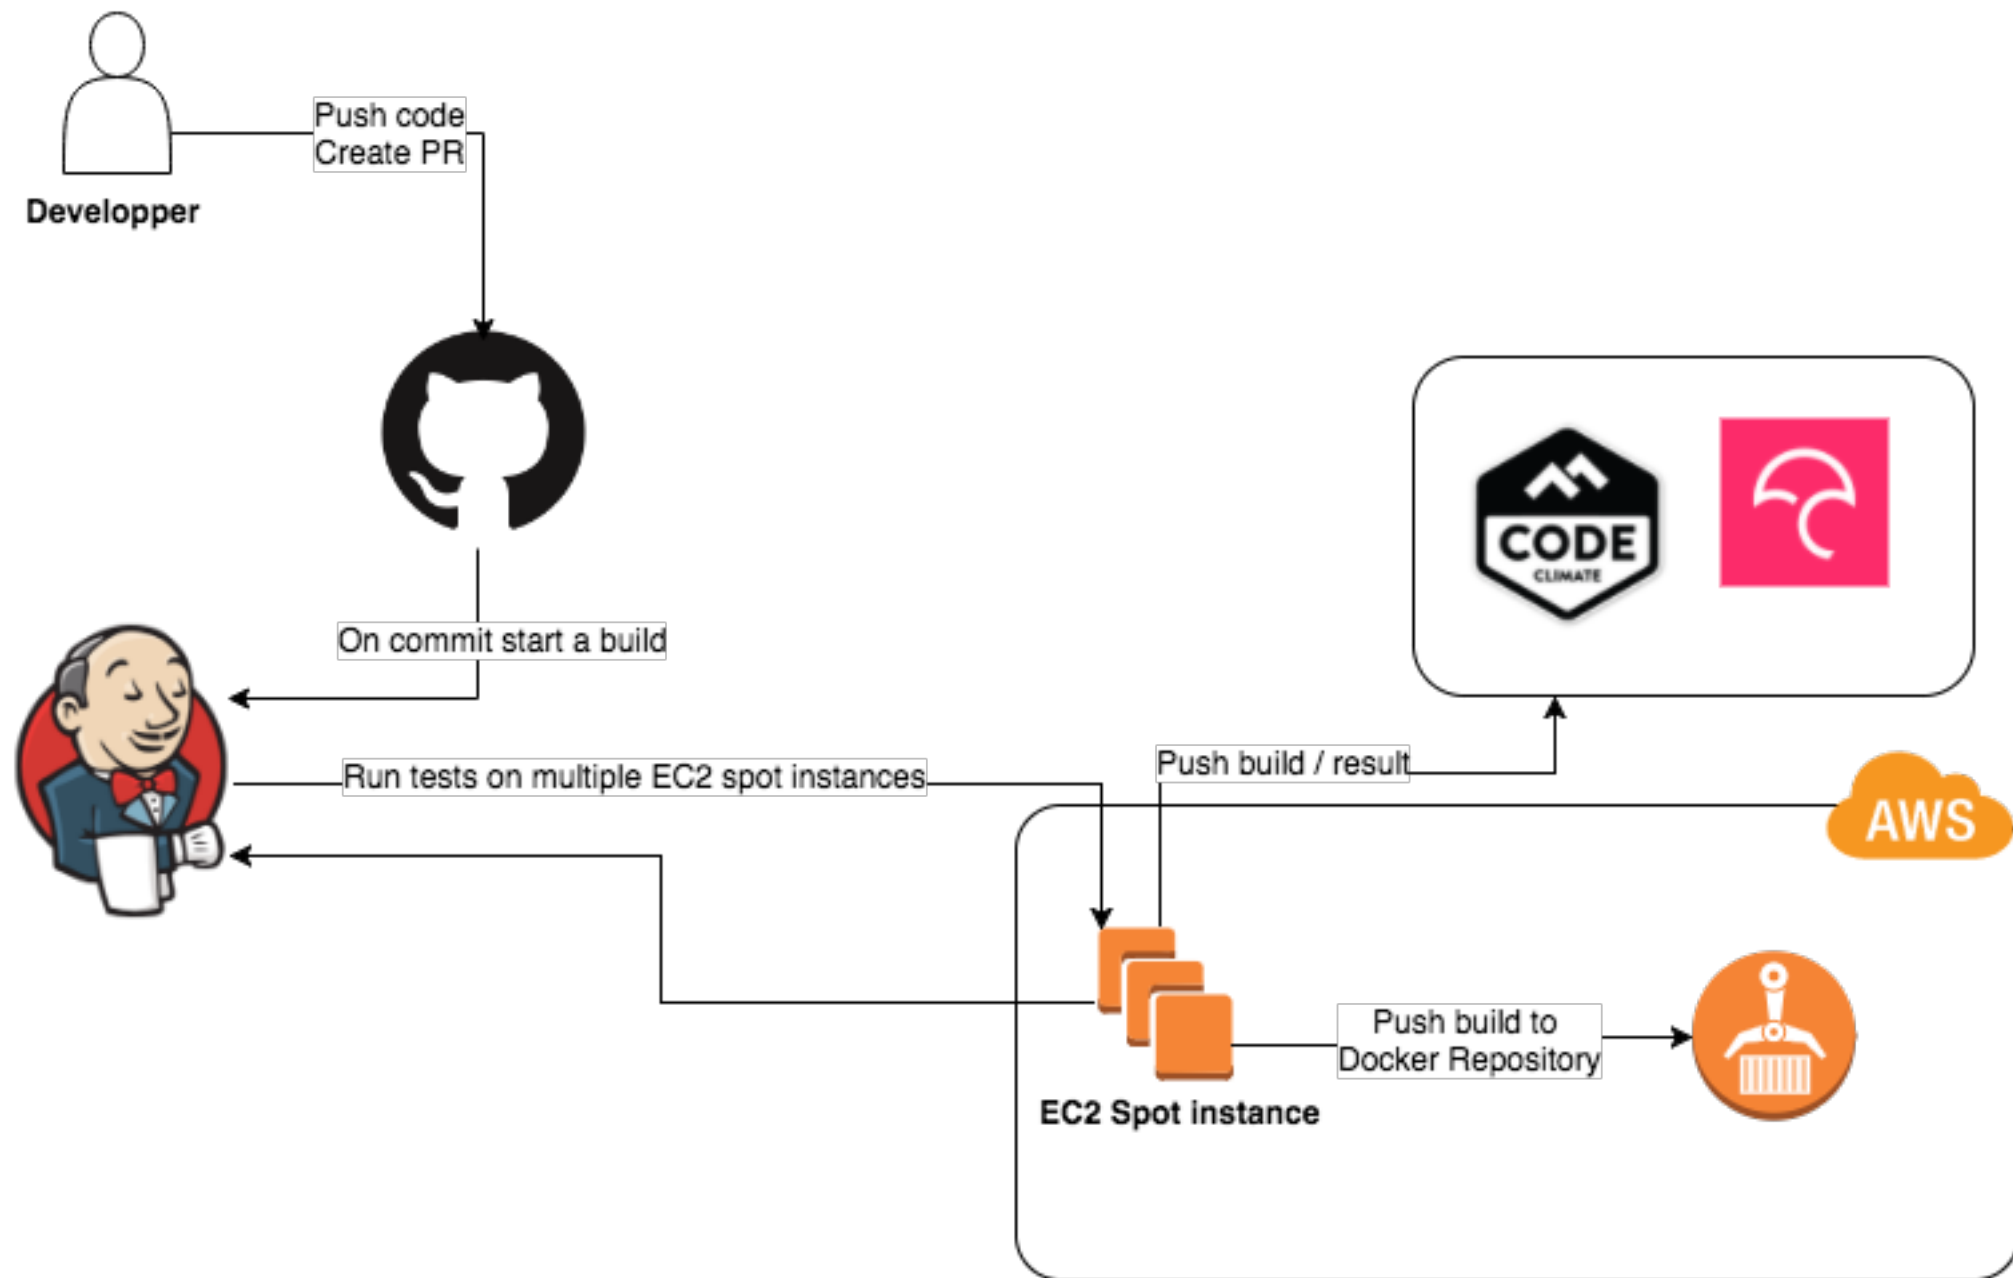 Push code
Create PR
Developper
On commit start a build
CODE
CLIMATE
Run tests on multiple EC2 spot instances
Push build / result
AWS
Push build to
Docker Repository
EC2 Spot instance